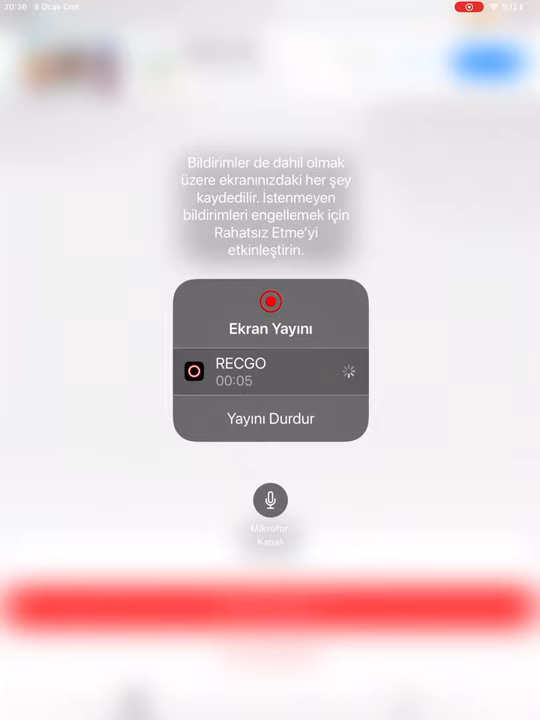 20:36 8 Ocak Cmt
%12
Bildirimler de dahil olmak
üzere ekranınızdaki her şey
kaydedilir. İstenmeyen
bildirimleri engellemek için
Rahatsız Etme'yi
etkinleştirin.
Ekran Yayını
RECGO
00:05
Yayını Durdur
Mikrofon
Kapalı